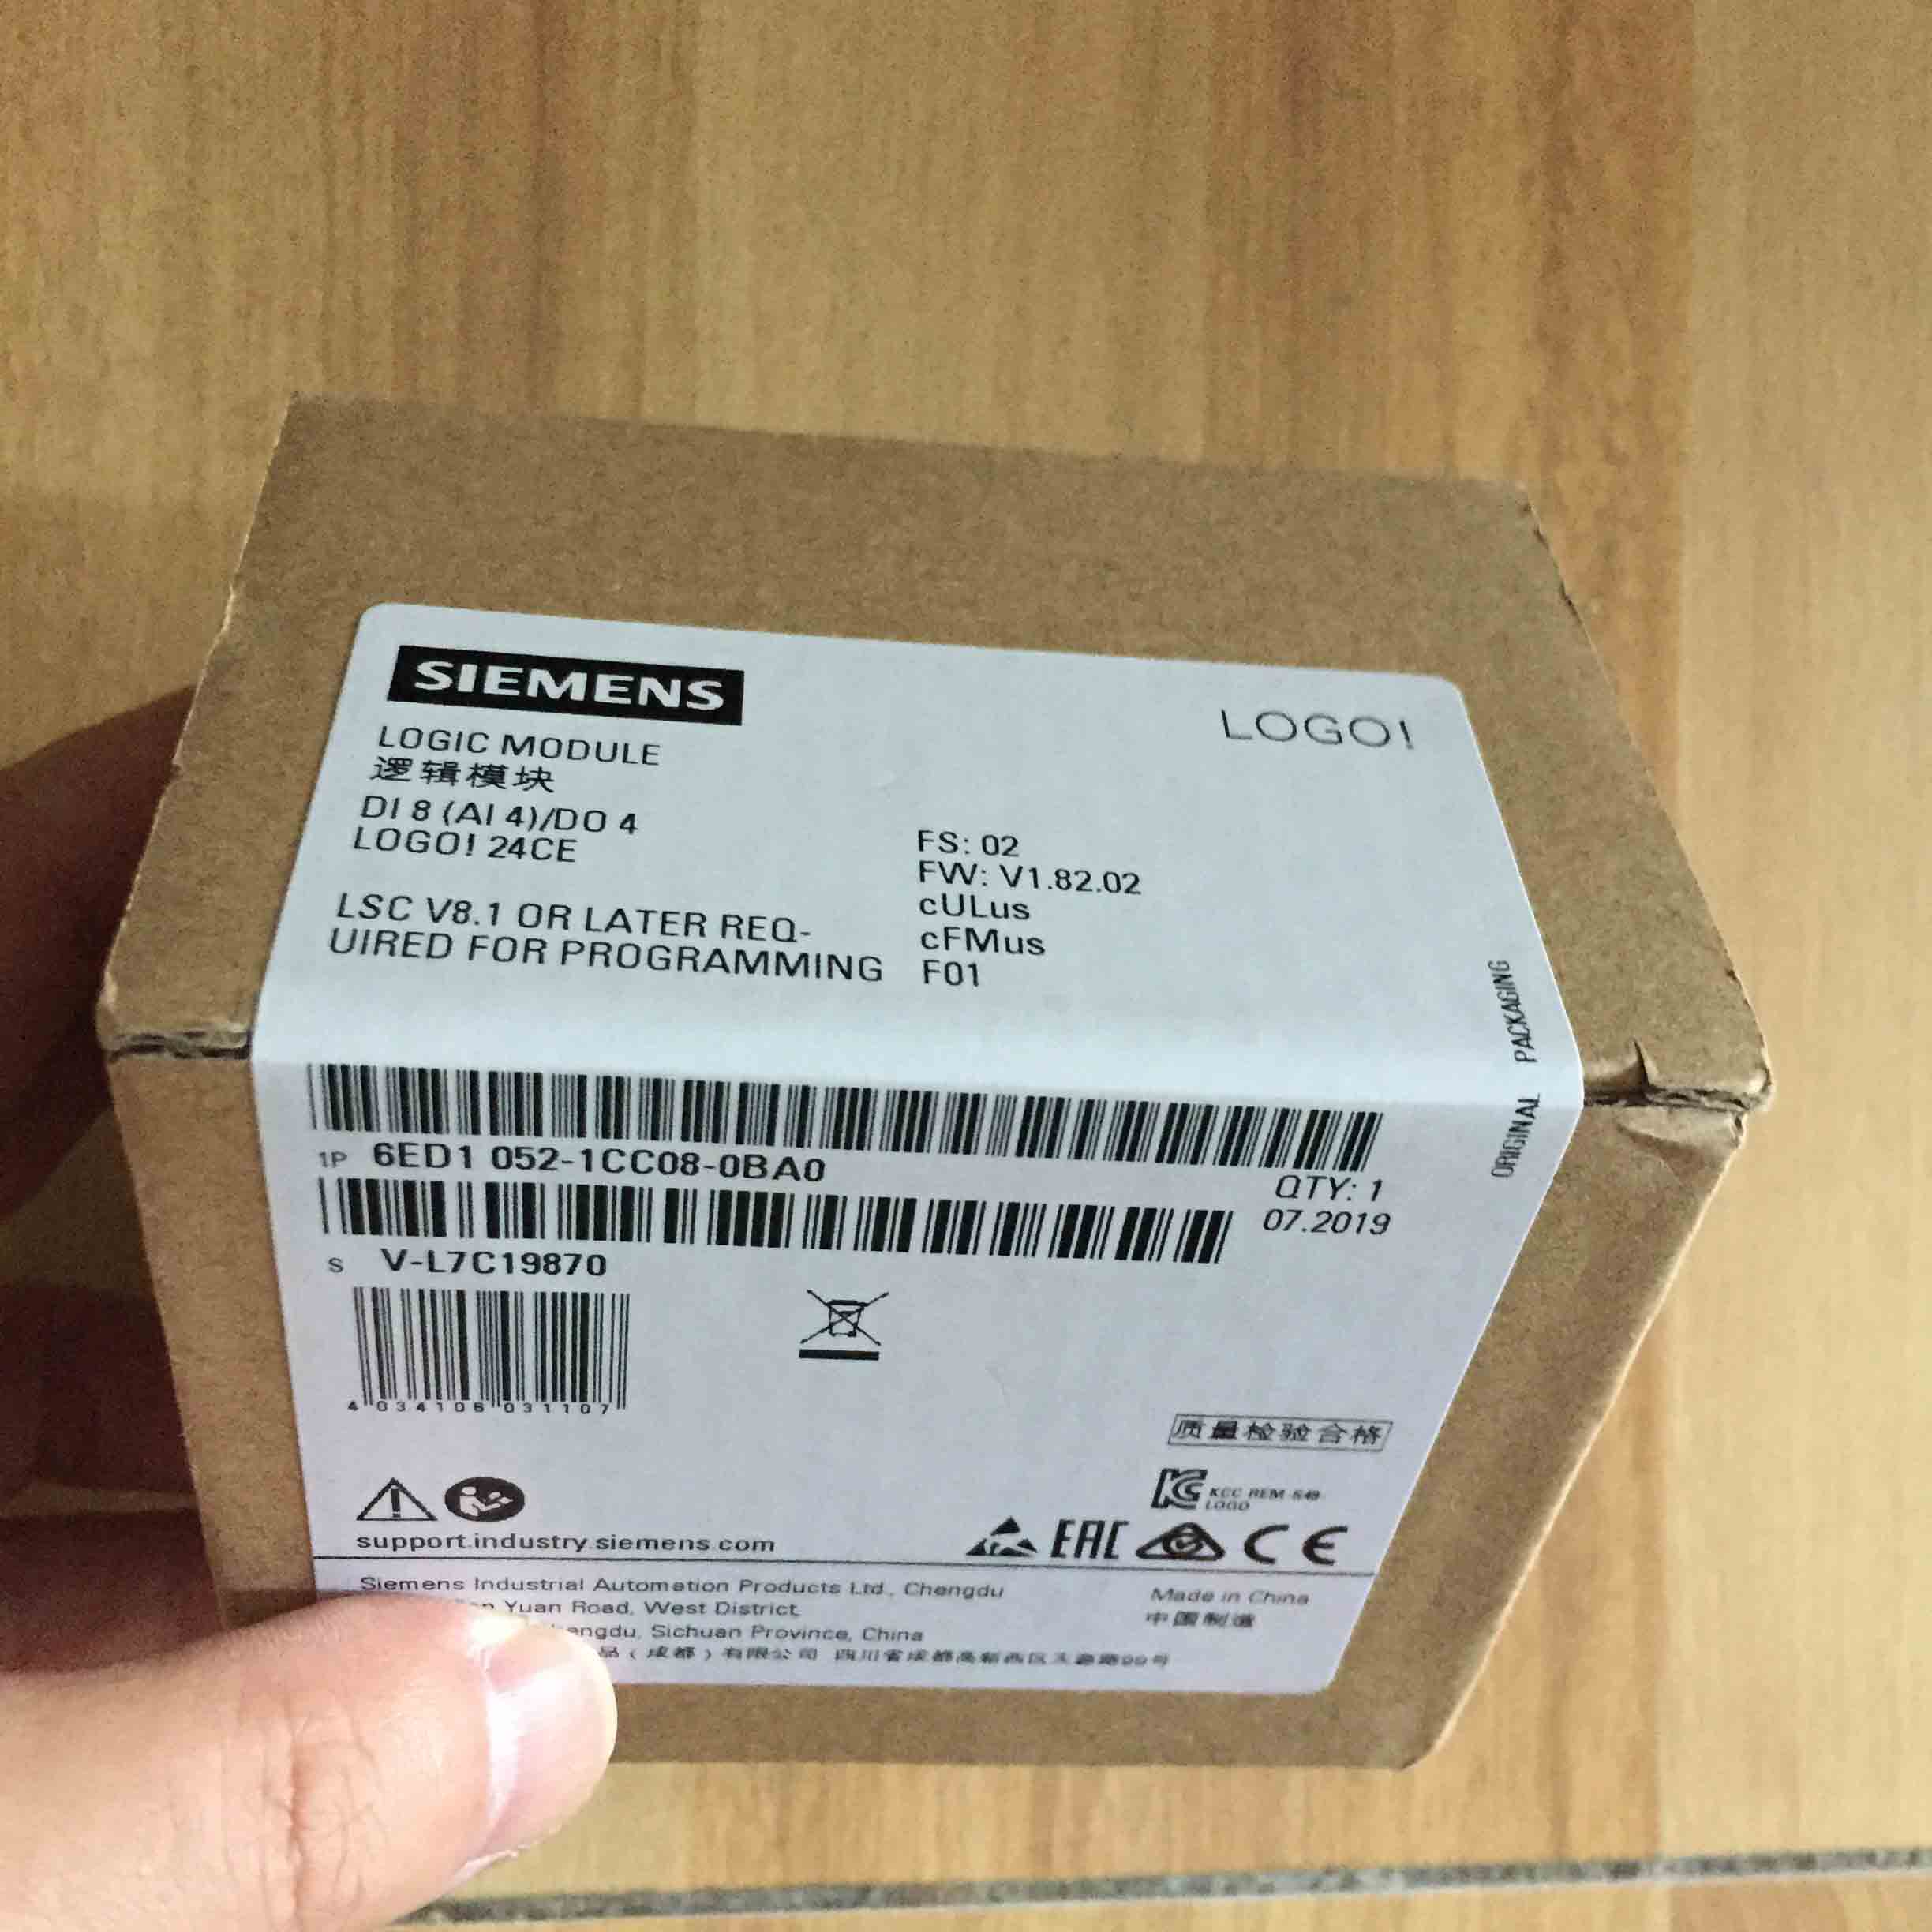 SIEMENS
LOGO!
LOGIC MODULE
逻辑模块
DI 8 (AI 4)/DO 4
LOGO! 24CE
FS: 02
FW: V1.82.02
cULus
cFMus
F01
LSC V8.1 OR LATER REQ-
UIRED FOR PROGRAMMING
ORIGINAL PACKAGING
1P 6ED1 052-1CC08-0BA0
QTY: 1
07.2019
S V-L7C19870
4 034106 031107
质量检验合格
KCC-REM-S49-
LOGO
EAC
CE
support.industry.siemens.com
Siemens Industrial Automation Products Ltd., Chengdu
Yuan Road, West District,
Sichuan Province, China
品(成都)有限公司 四川省成都高新西区天源路99号
Made in China
中国制造